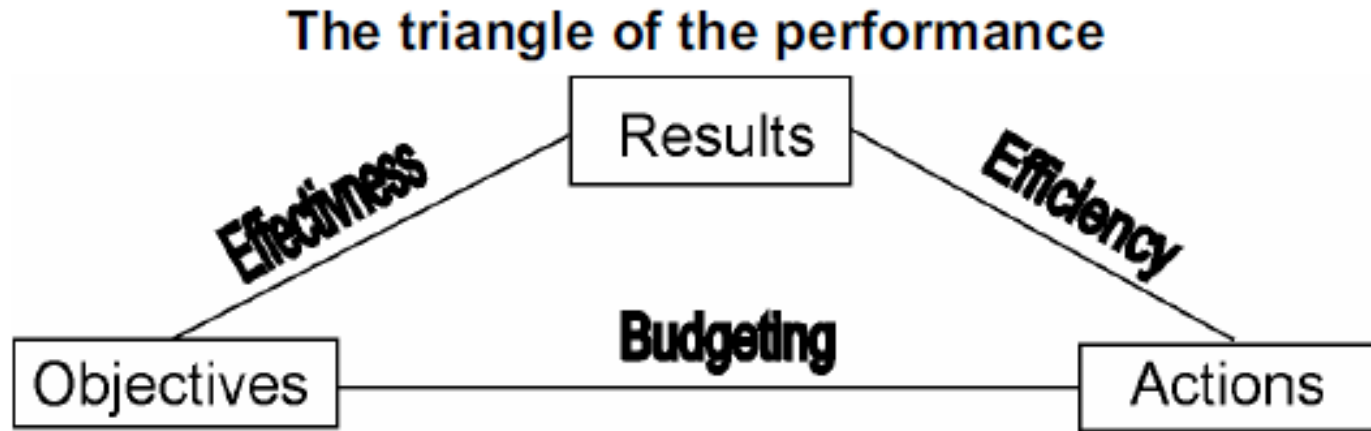 The triangle of the performance
Results
Effectivness
Efficiency
Budgeting
Objectives
Actions